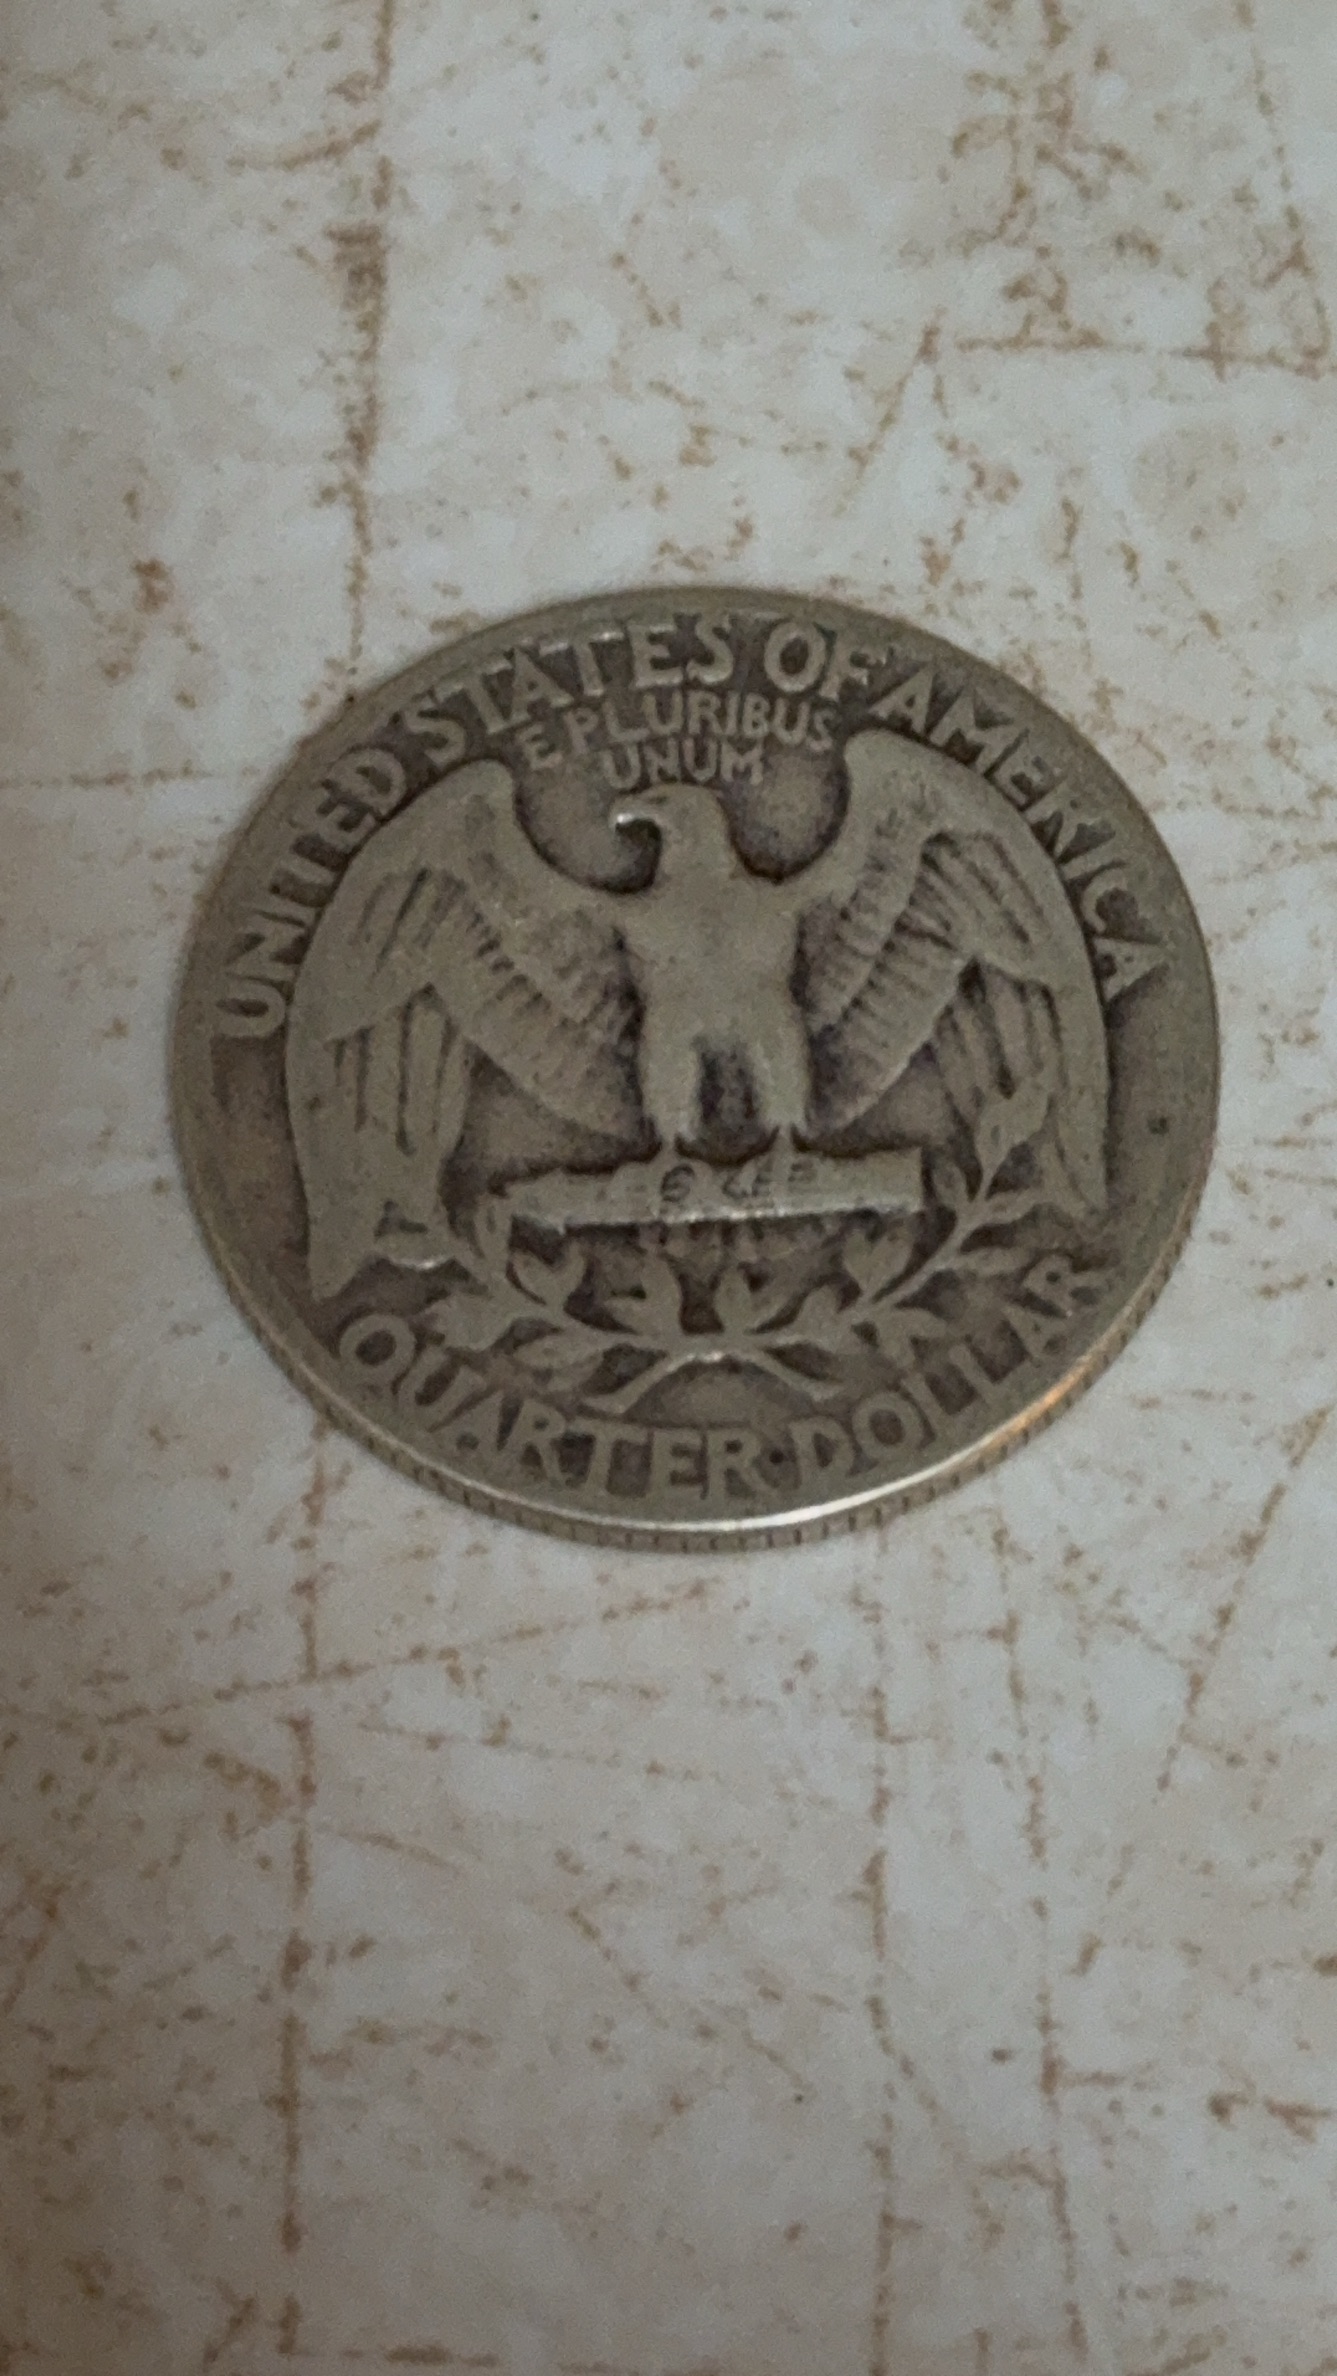 UNITED STATES OF AMERICA
E PLURIBUS
UNUM
QUARTER·DOLLAR